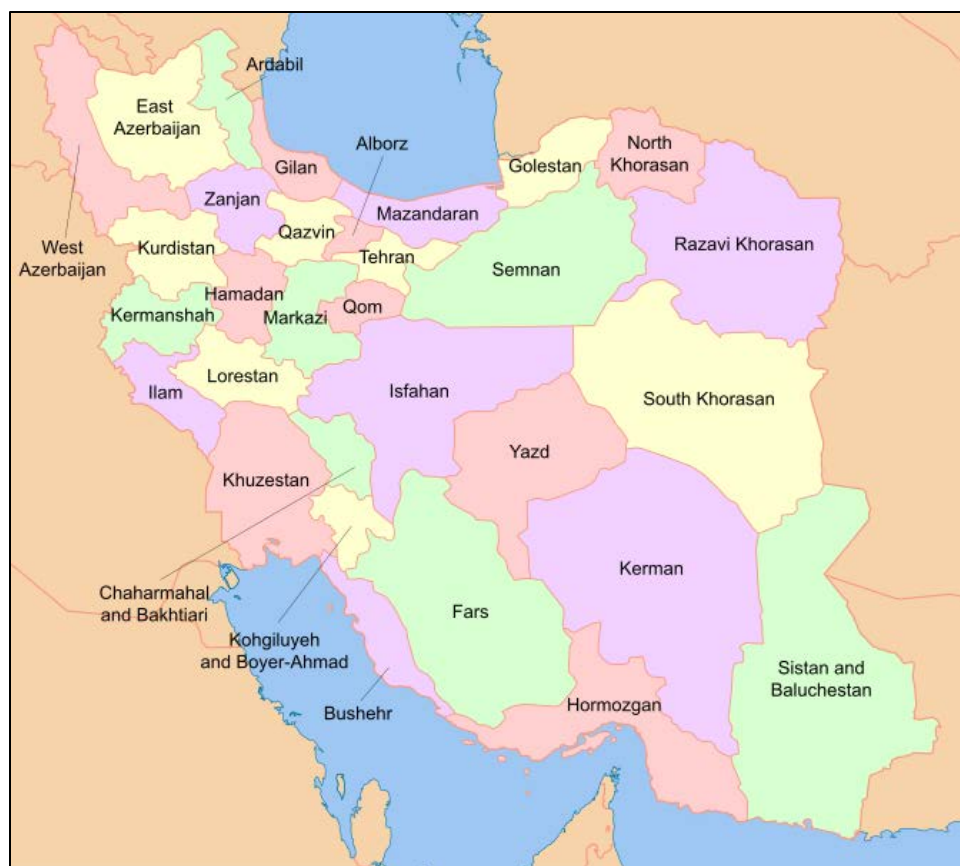 Ardabil
East
Azerbaijan
Alborz
North
Khorasan
Gilan
Golestan
Zanjan
Mazandaran
Qazvin
Razavi Khorasan
West
Azerbaijan
Kurdistan
Tehran
Semnan
Hamadan
Qom
Kermanshah
Markazi
Lorestan
Ilam
Isfahan
South Khorasan
Yazd
Khuzestan
Kerman
Chaharmahal
and Bakhtiari
Fars
Kohgiluyeh
and Boyer-Ahmad
Sistan and
Baluchestan
Hormozgan
Bushehr